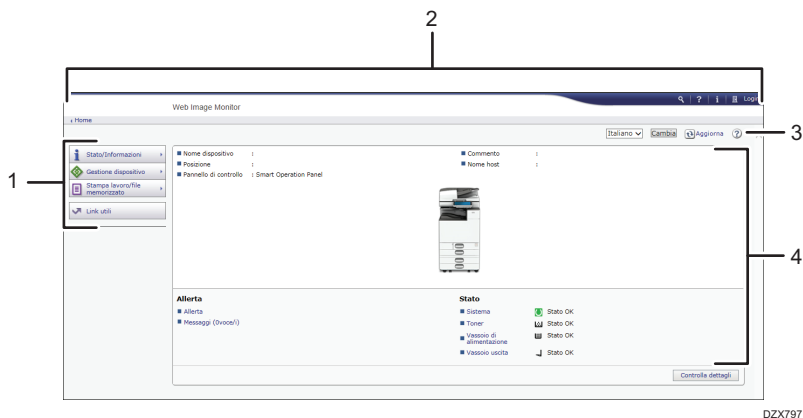 2
Login
Web Image Monitor
Home
Italiano Cambia Aggiorna ? 3
1
Stato/Informazioni
Gestione dispositivo
Stampa lavoro/file
memorizzato
Link utili
Nome dispositivo :
Posizione :
Pannello di controllo : Smart Operation Panel
Commento :
Nome host :
4
Allerta
Allerta
Messaggi (0voce/i)
Stato
Sistema Stato OK
Toner Stato OK
Vassoio di
alimentazione Stato OK
Vassoio uscita Stato OK
Controlla dettagli
DZX797